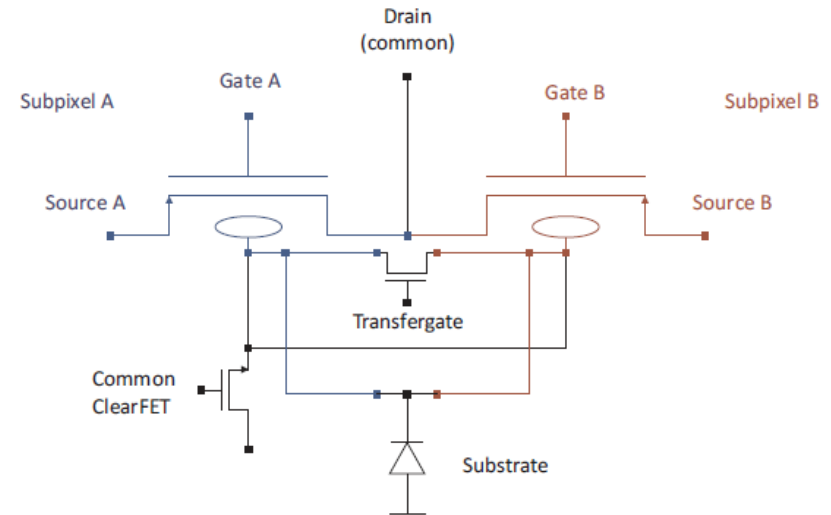 Drain
(common)
Gate A
Gate B
Subpixel A
Subpixel B
Source A
Source B
Transfergate
Common
ClearFET
Substrate